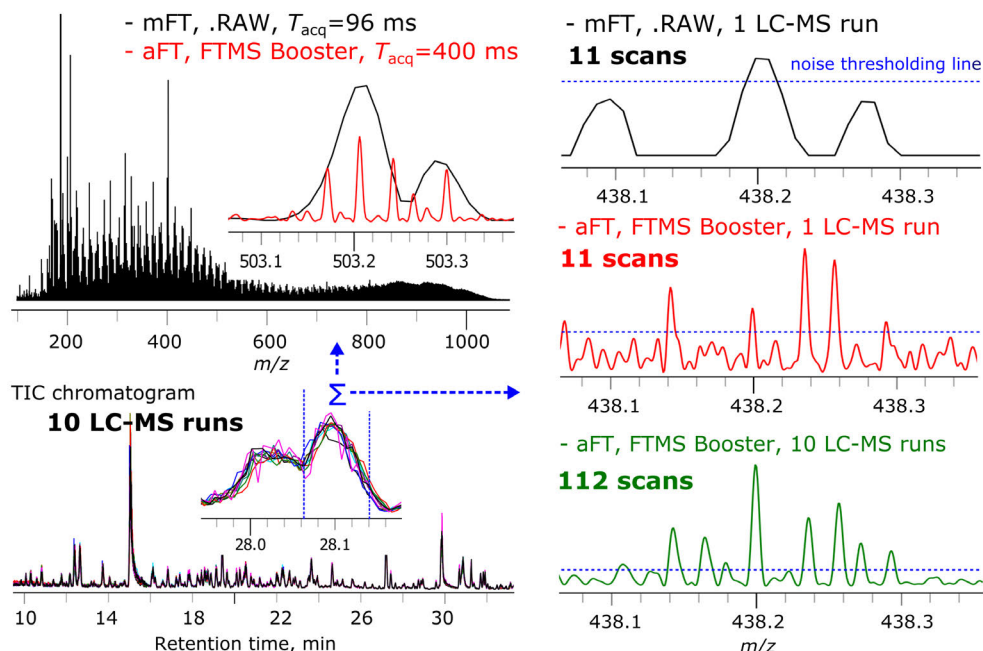 - mFT, .RAW, Tacq=96 ms
- aFT, FTMS Booster, Tacq=400 ms
503.1 503.2 503.3
200 400 600 800 1000
m/z
TIC chromatogram
10 LC-MS runs
Σ
28.0 28.1
10 14 18 22 26 30
Retention time, min
- mFT, .RAW, 1 LC-MS run
11 scans
noise thresholding line
438.1 438.2 438.3
- aFT, FTMS Booster, 1 LC-MS run
11 scans
438.1 438.2 438.3
- aFT, FTMS Booster, 10 LC-MS runs
112 scans
438.1 438.2 438.3
m/z